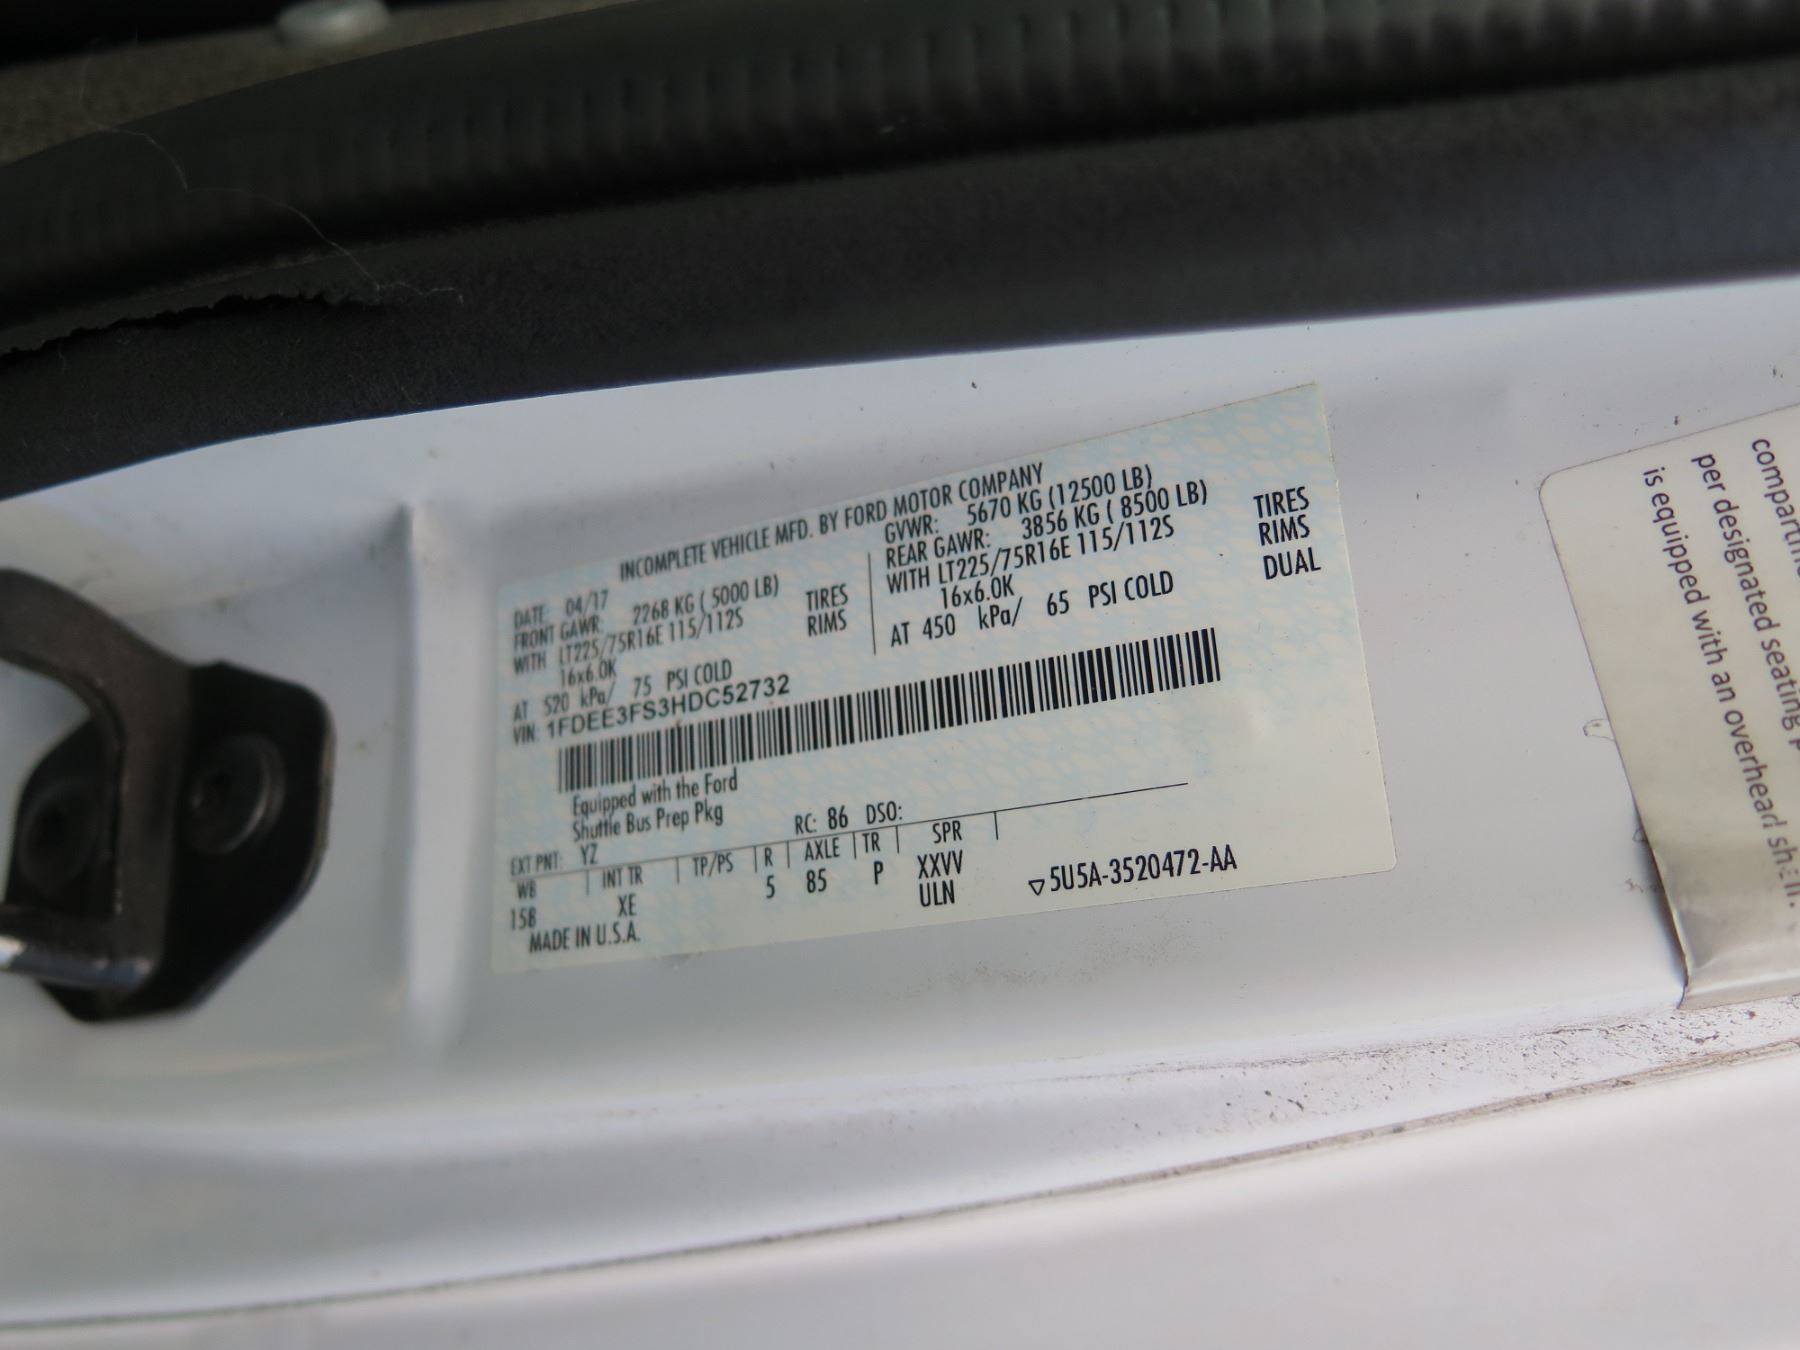 INCOMPLETE VEHICLE MFD. BY FORD MOTOR COMPANY
DATE: 04/17
FRONT GAWR: 2268 KG ( 5000 LB)
WITH LT225/75R16E 115/112S TIRES
16x6.0K RIMS
AT 520 kPa/ 75 PSI COLD
GVWR: 5670 KG (12500 LB)
REAR GAWR: 3856 KG ( 8500 LB)
WITH LT225/75R16E 115/112S TIRES
16x6.0K RIMS
AT 450 kPa/ 65 PSI COLD DUAL
VIN: 1FDEE3FS3HDC52732
Equipped with the Ford
Shuttle Bus Prep Pkg
EXT PNT: YZ RC: 86 DSO:
WB INT TR TP/PS R AXLE TR SPR
158 XE 5 85 P XXVV
ULN
MADE IN U.S.A.
▽5U5A-3520472-AA
per designated seating
is equipped with an overhead shelf.